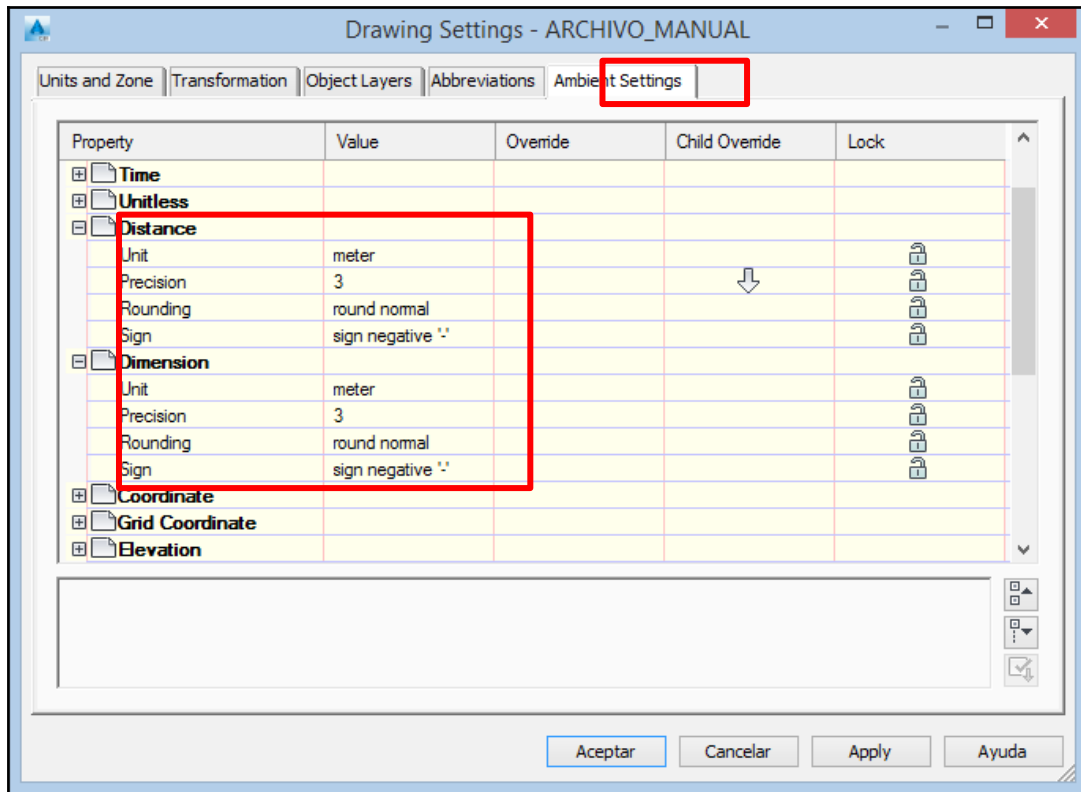 Drawing Settings - ARCHIVO_MANUAL
Units and Zone Transformation Object Layers Abbreviations Ambient Settings
Property Value Override Child Override Lock
Time
Unitless
Distance
Unit meter
Precision 3
Rounding round normal
Sign sign negative '-'
Dimension
Unit meter
Precision 3
Rounding round normal
Sign sign negative '-'
Coordinate
Grid Coordinate
Elevation
Aceptar Cancelar Apply Ayuda